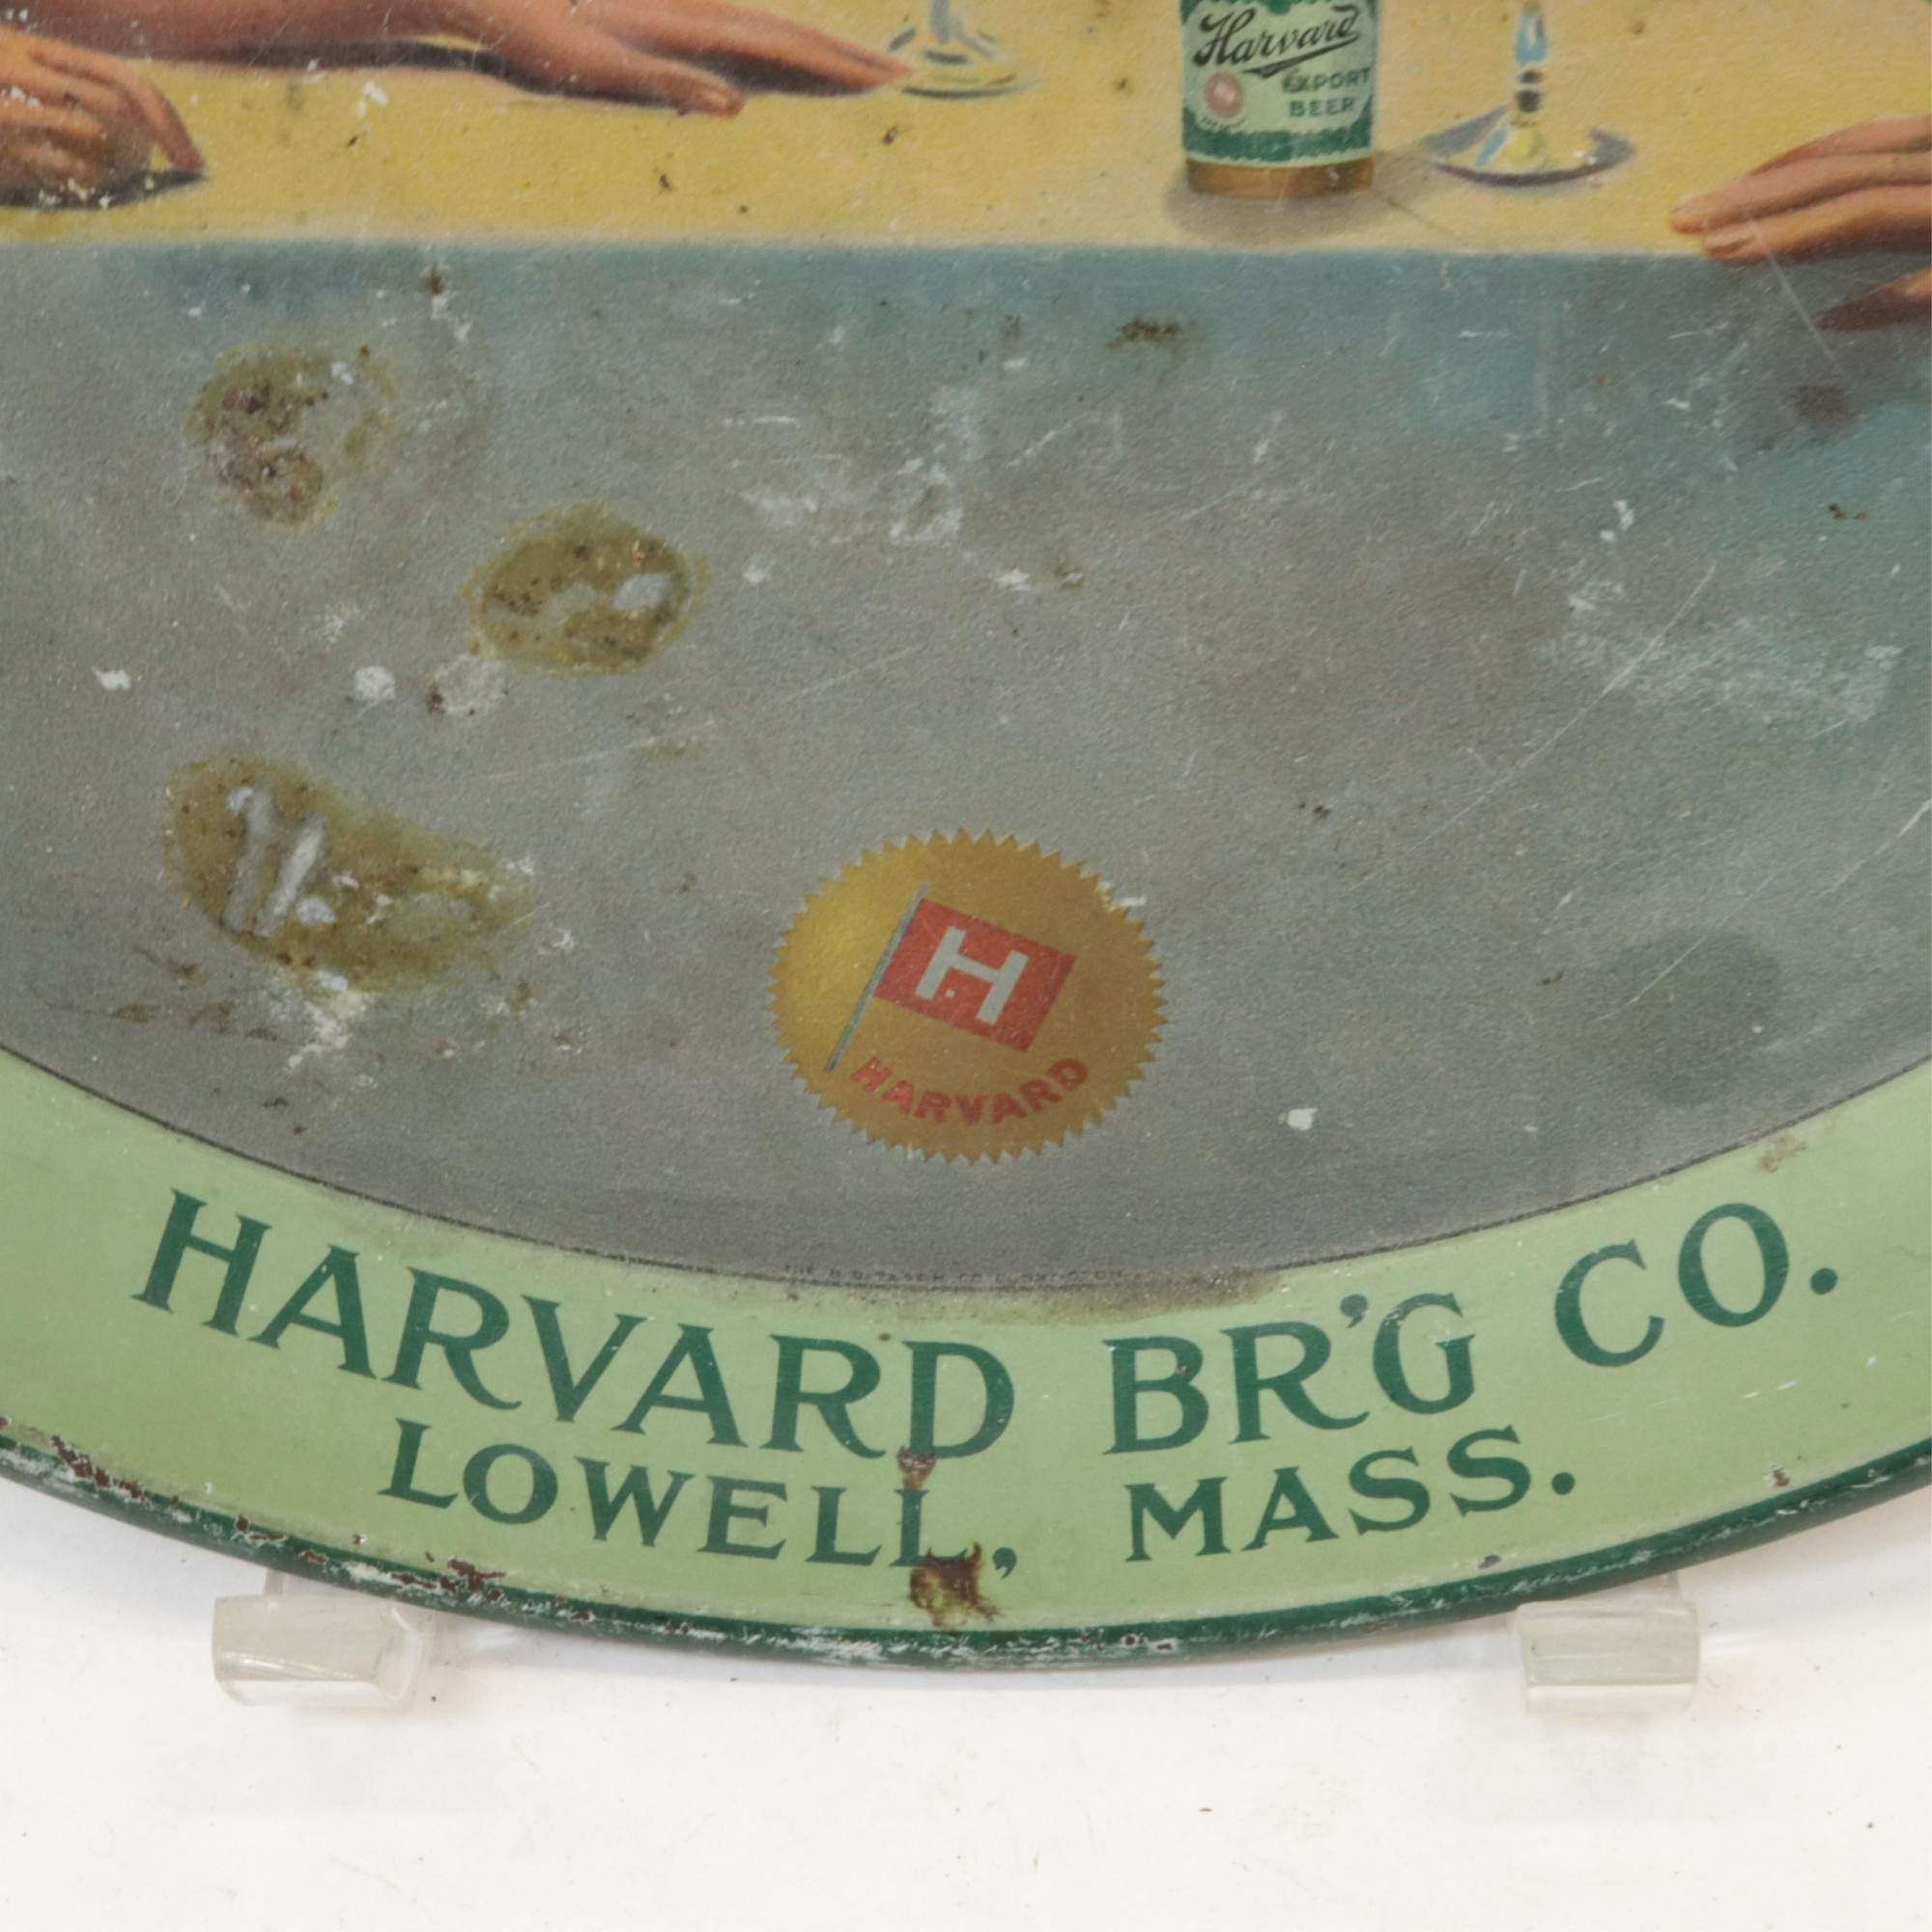 Harvard
EXPORT
BEER
H
HARVARD
HARVARD BR'G CO.
LOWELL, MASS.